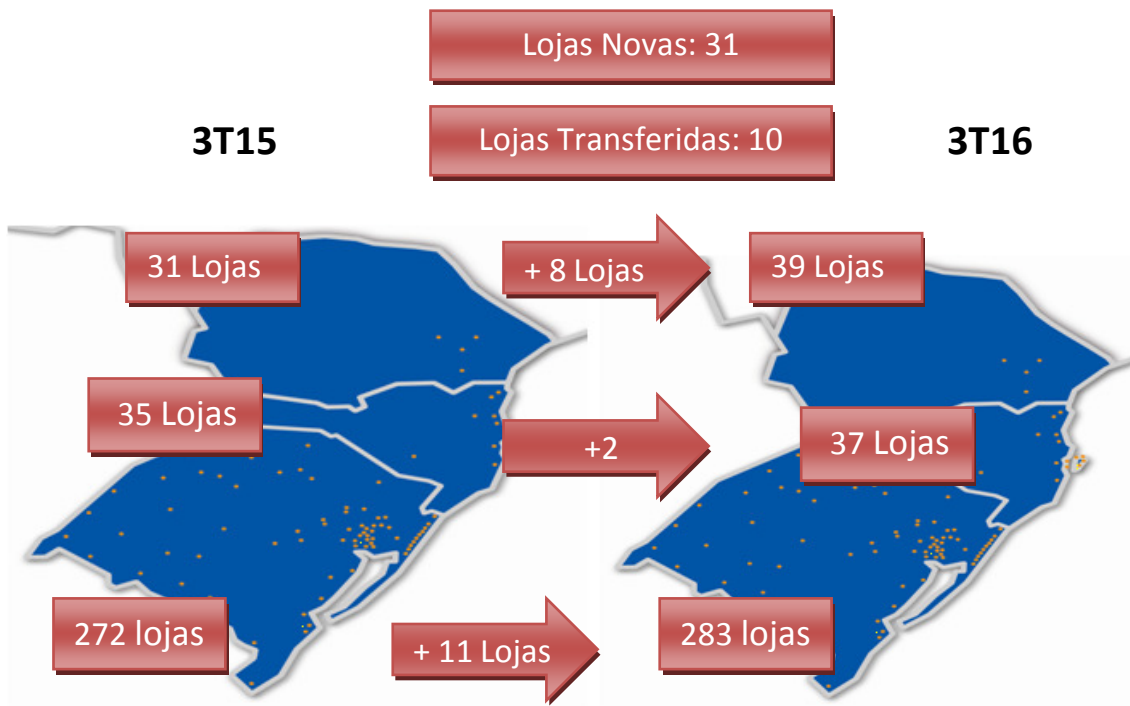 Lojas Novas: 31
3T15
Lojas Transferidas: 10
3T16
31 Lojas
+ 8 Lojas
39 Lojas
35 Lojas
+2
37 Lojas
272 lojas
+ 11 Lojas
283 lojas